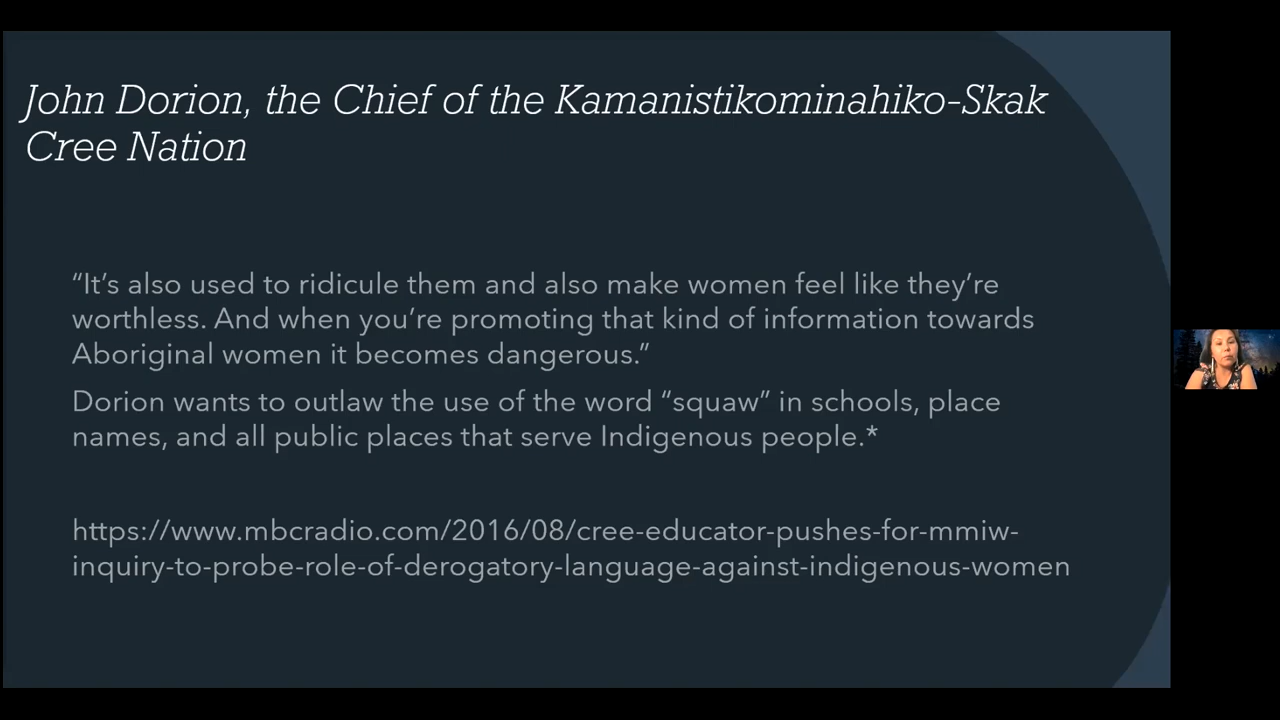 John Dorion, the Chief of the Kamanistikominahiko-Skak
Cree Nation
“It’s also used to ridicule them and also make women feel like they’re
worthless. And when you’re promoting that kind of information towards
Aboriginal women it becomes dangerous.”
Dorion wants to outlaw the use of the word “squaw” in schools, place
names, and all public places that serve Indigenous people.*
https://www.mbcradio.com/2016/08/cree-educator-pushes-for-mmiw-
inquiry-to-probe-role-of-derogatory-language-against-indigenous-women